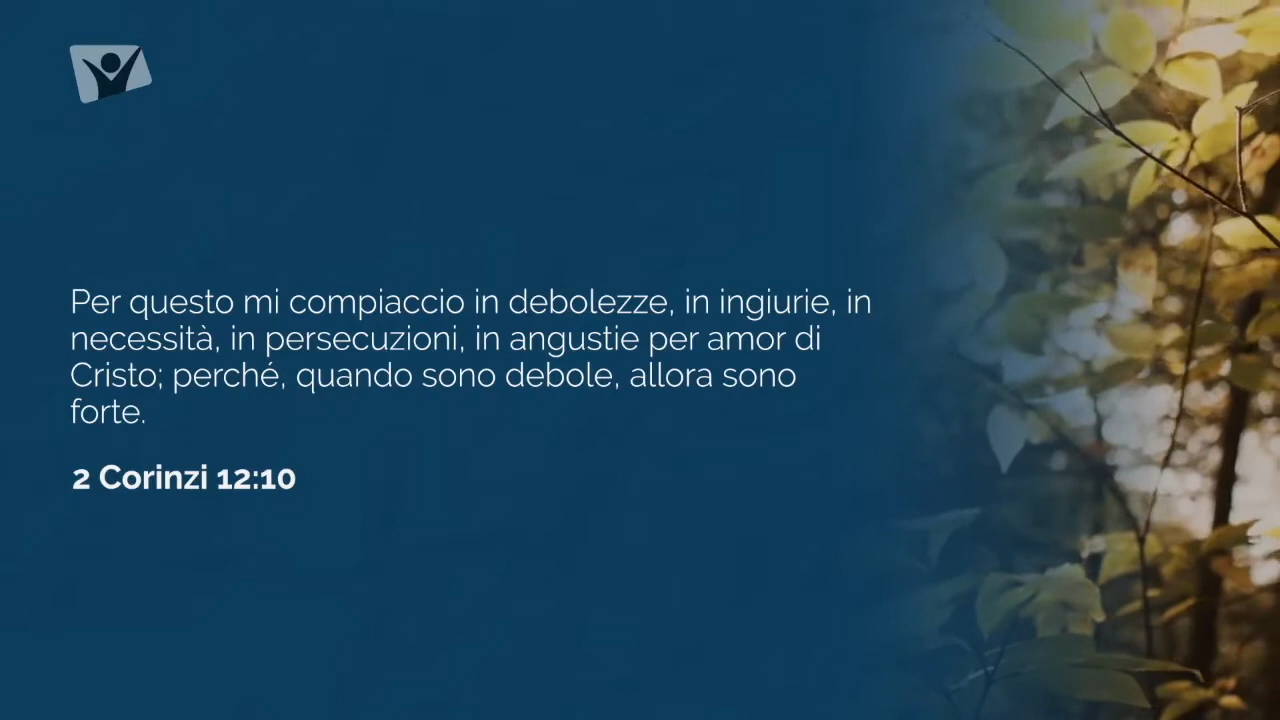 Per questo mi compiaccio in debolezze, in ingiurie, in
necessità, in persecuzioni, in angustie per amor di
Cristo; perché, quando sono debole, allora sono
forte.
2 Corinzi 12:10